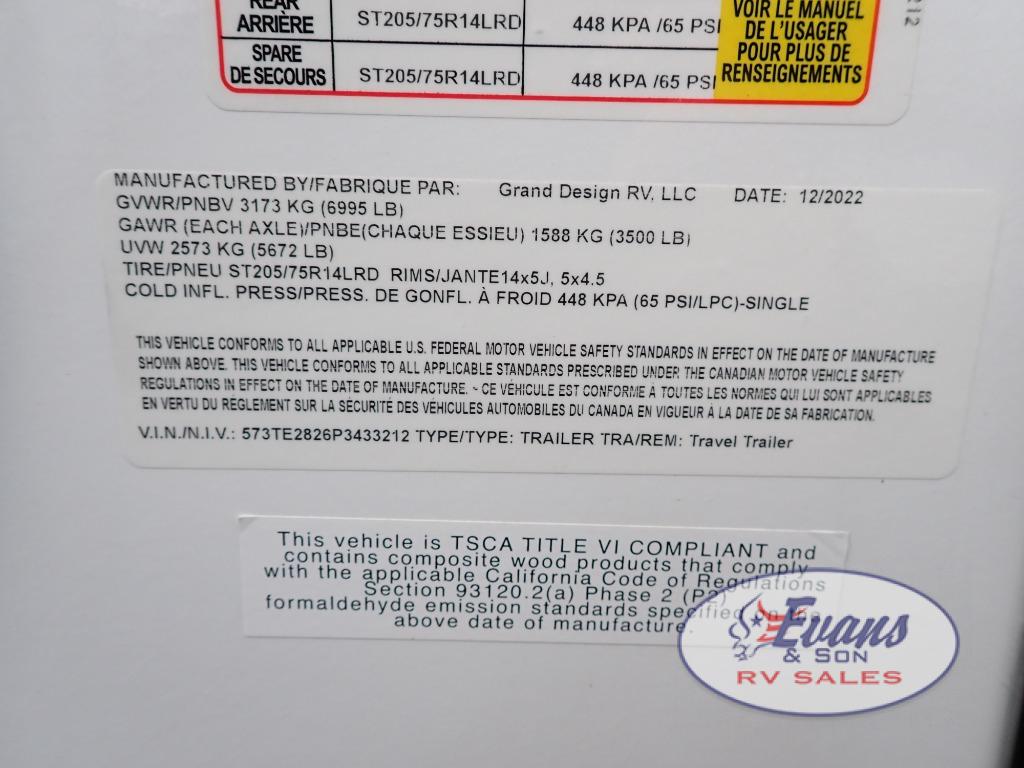 REAR
ARRIÈRE ST205/75R14LRD 448 KPA /65 PSI
SPARE
DE SECOURS ST205/75R14LRD 448 KPA /65 PSI
VOIR LE MANUEL
DE L'USAGER
POUR PLUS DE
RENSEIGNEMENTS
212
MANUFACTURED BY/FABRIQUE PAR: Grand Design RV, LLC DATE: 12/2022
GVWR/PNBV 3173 KG (6995 LB)
GAWR (EACH AXLE)/PNBE(CHAQUE ESSIEU) 1588 KG (3500 LB)
UVW 2573 KG (5672 LB)
TIRE/PNEU ST205/75R14LRD RIMS/JANTE14x5J, 5x4.5
COLD INFL. PRESS/PRESS. DE GONFL. À FROID 448 KPA (65 PSI/LPC)-SINGLE
THIS VEHICLE CONFORMS TO ALL APPLICABLE U.S. FEDERAL MOTOR VEHICLE SAFETY STANDARDS IN EFFECT ON THE DATE OF MANUFACTURE
SHOWN ABOVE. THIS VEHICLE CONFORMS TO ALL APPLICABLE STANDARDS PRESCRIBED UNDER THE CANADIAN MOTOR VEHICLE SAFETY
REGULATIONS IN EFFECT ON THE DATE OF MANUFACTURE. ~ CE VÉHICULE EST CONFORME À TOUTES LES NORMES QUI LUI SONT APPLICABLES
EN VERTU DU RÈGLEMENT SUR LA SÉCURITÉ DES VÉHICULES AUTOMOBILES DU CANADA EN VIGUEUR À LA DATE DE SA FABRICATION.
V.I.N./N.I.V.: 573TE2826P3433212 TYPE/TYPE: TRAILER TRA/REM: Travel Trailer
This vehicle is TSCA TITLE VI COMPLIANT and
contains composite wood products that comply
with the applicable California Code of Regulations
Section 93120.2(a) Phase 2 (P2)
formaldehyde emission standards specified on the
above date of manufacture.
Evans
& SON
RV SALES